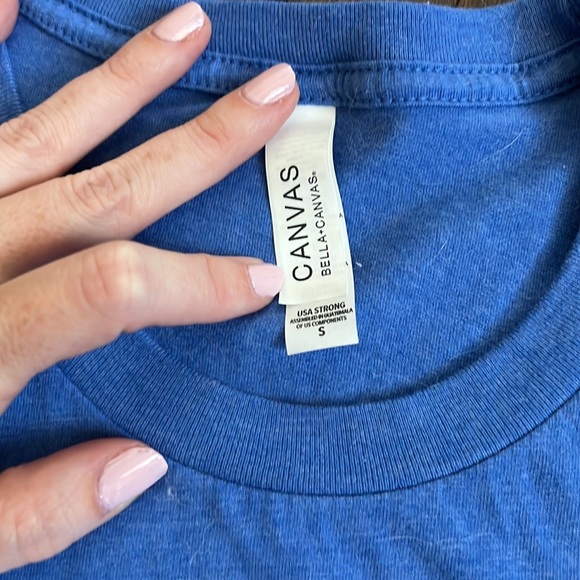 CANVAS
BELLA+CANVAS®
USA STRONG
ASSEMBLED IN GUATEMALA
OF US COMPONENTS
S